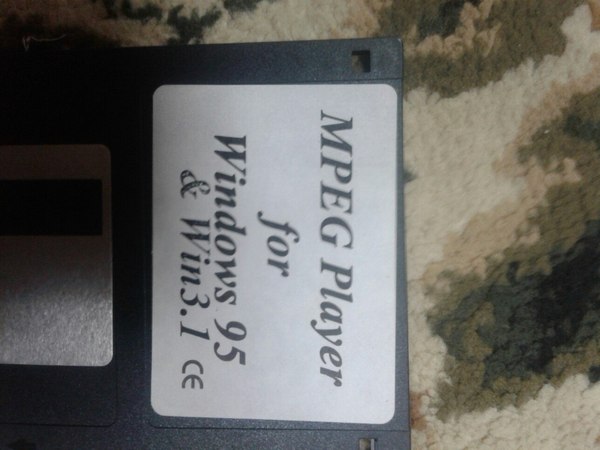 MPEG Player
for
Windows 95
& Win3.1 CE